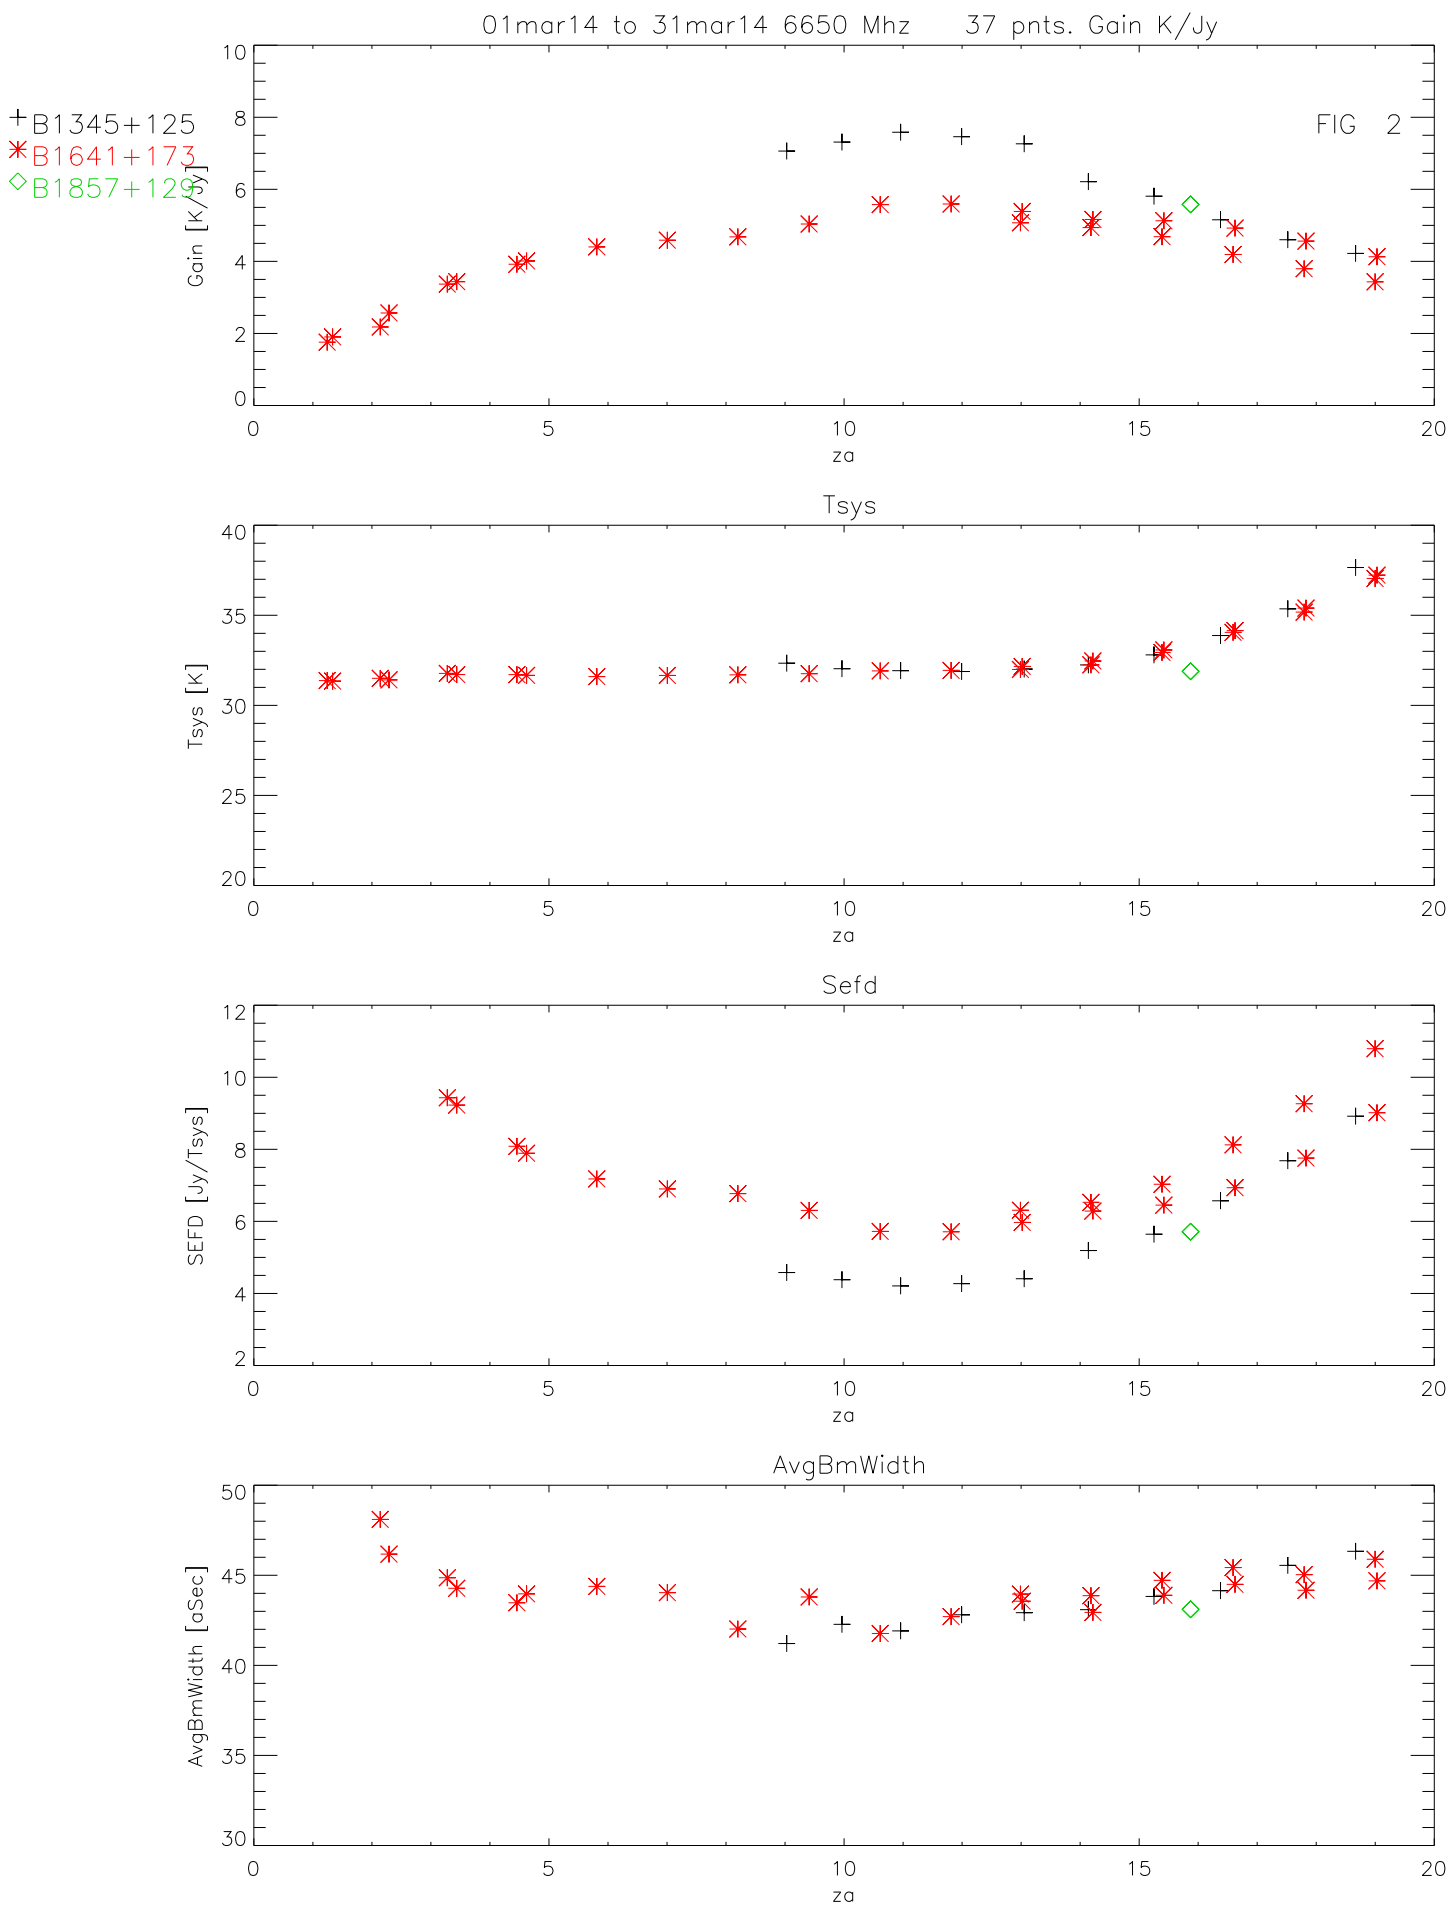 01mar14 to 31mar14 6650 Mhz 37 pnts. Gain K/Jy
B1345+125
B1641+173
B1857+129
FIG 2
Gain [K/Jy]
10
8
6
4
2
0
0 5 10 15 20
za
Tsys
Tsys [K]
40
35
30
25
20
0 5 10 15 20
za
Sefd
SEFD [Jy/Tsys]
12
10
8
6
4
2
0 5 10 15 20
za
AvgBmWidth
AvgBmWidth [aSec]
50
45
40
35
30
0 5 10 15 20
za